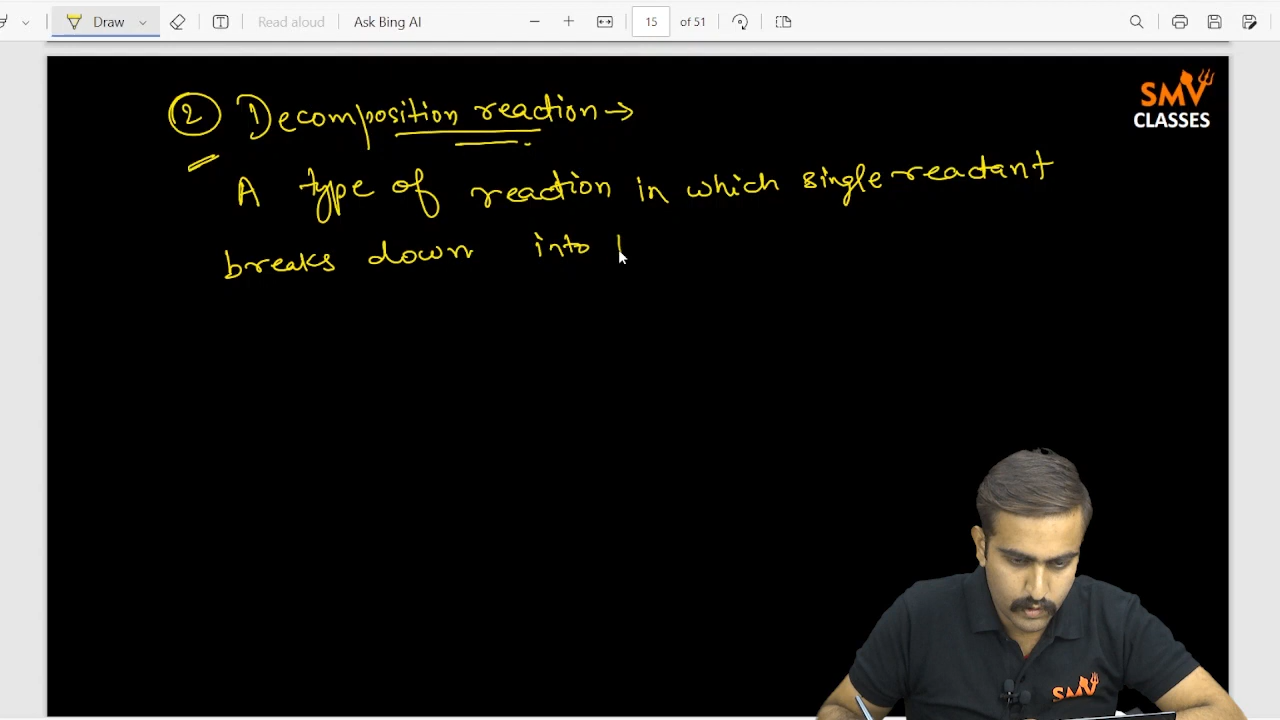 Draw
Read aloud
Ask Bing AI
15
of 51
SMV
CLASSES
2 Decomposition reaction →
A type of reaction in which single reactant
breaks down into
SMV